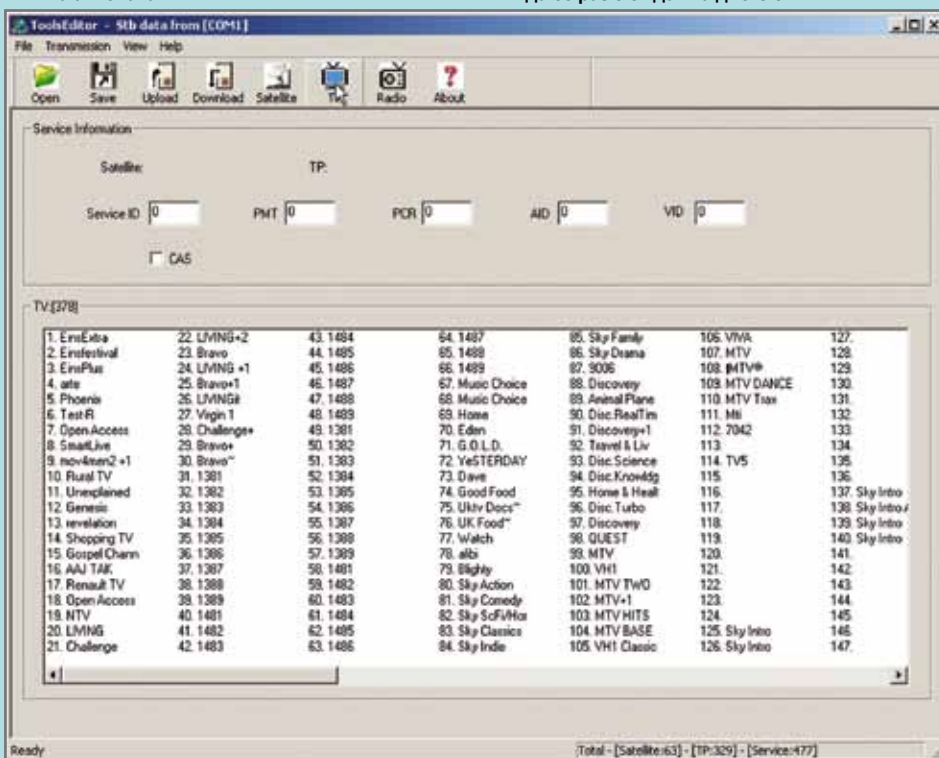 ToolsEditor - Stb data from [COM1]
File Transmission View Help
Open Save Upload Download Satellite TV Radio About
Service Information
Satellite: TP:
Service ID 0 PMT 0 PCR 0 AID 0 VID 0
CAS
TV:[378]
1. EinsExtra 22. LIVING+2 43. 1484 64. 1487 85. Sky Family 106. VIVA 127.
2. Einsfestival 23. Bravo 44. 1485 65. 1488 86. Sky Drama 107. MTV 128.
3. EinsPlus 24. LIVING +1 45. 1486 66. 1489 87. 9006 108. 129.
4. arte 25. Bravo+1 46. 1487 67. Music Choice 88. Discovery 109. MTV DANCE 130.
5. Phoenix 26. 47. 1488 68. Music Choice 89. Animal Plane 110. MTV Trax 131.
6. Test-R 27. Virgin 1 48. 1489 69. Home 90. Disc.RealTim 111. 132.
7. Open Access 28. Challenge+ 49. 1381 70. Eden 91. Discovery+1 112. 7042 133.
8. SmartLive 29. Bravo+ 50. 1382 71. G.O.L.D. 92. Travel & Liv 113. 134.
9. mov4men2 +1 30. Bravo~ 51. 1383 72. YeSTERDAY 93. Disc.Science 114. TV5 135.
10. Rural TV 31. 1381 52. 1384 73. Dave 94. Disc.Knowldg 115. 136.
11. Unexplained 32. 1382 53. 1385 74. Good Food 95. Home & Healt 116. 137. Sky Intro
12. Genesis 33. 1383 54. 1386 75. Uktv Docs~ 96. Disc.Turbo 117. 138. Sky Intro
13. revelation 34. 1384 55. 1387 76. UK Food~ 97. Discovery 118. 139. Sky Intro
14. Shopping TV 35. 1385 56. 1388 77. Watch 98. QUEST 119. 140. Sky Intro
15. Gospel Chann 36. 1386 57. 1389 78. alibi 99. MTV 120. 141.
16. AAJ TAK 37. 1387 58. 1481 79. Blighty 100. VH1 121. 142.
17. Renault TV 38. 1388 59. 1482 80. Sky Action 101. MTV TWO 122. 143.
18. Open Access 39. 1389 60. 1483 81. Sky Comedy 102. MTV+1 123. 144.
19. NTV 40. 1481 61. 1484 82. Sky ScFi/Hor 103. MTV HITS 124. 145.
20. LIVING 41. 1482 62. 1485 83. Sky Classics 104. MTV BASE 125. Sky Intro 146.
21. Challenge 42. 1483 63. 1486 84. Sky Indie 105. VH1 Classic 126. Sky Intro 147.
Ready Total - [Satellite:63] - [TP:329] - [Service:477]